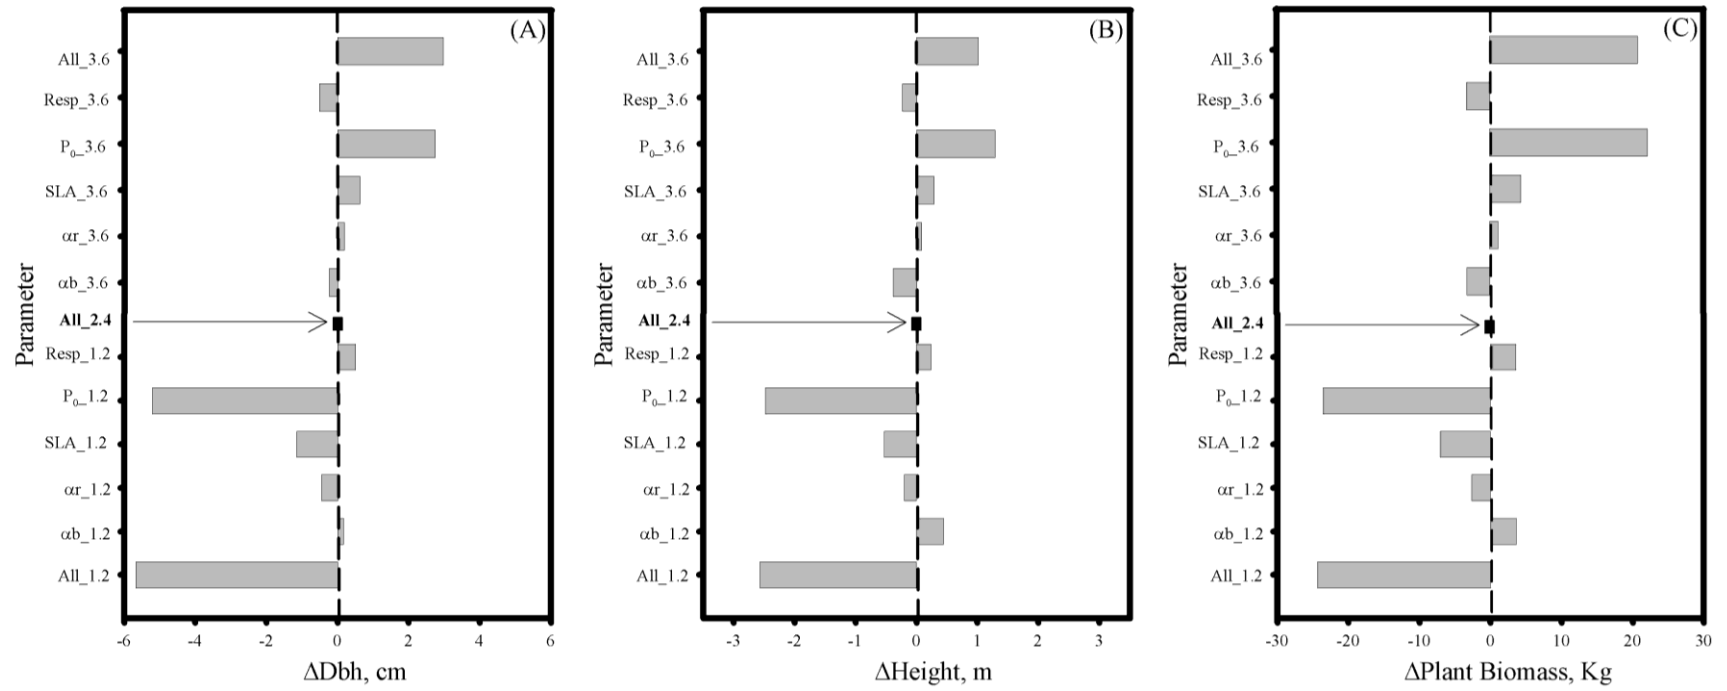 (A)
All_3.6
Resp_3.6
P₀_3.6
SLA_3.6
αr_3.6
αb_3.6
All_2.4
Resp_1.2
P₀_1.2
SLA_1.2
αr_1.2
αb_1.2
All_1.2
Parameter
-6 -4 -2 0 2 4 6
ΔDbh, cm
(B)
All_3.6
Resp_3.6
P₀_3.6
SLA_3.6
αr_3.6
αb_3.6
All_2.4
Resp_1.2
P₀_1.2
SLA_1.2
αr_1.2
αb_1.2
All_1.2
Parameter
-3 -2 -1 0 1 2 3
ΔHeight, m
(C)
All_3.6
Resp_3.6
P₀_3.6
SLA_3.6
αr_3.6
αb_3.6
All_2.4
Resp_1.2
P₀_1.2
SLA_1.2
αr_1.2
αb_1.2
All_1.2
Parameter
-30 -20 -10 0 10 20 30
ΔPlant Biomass, Kg